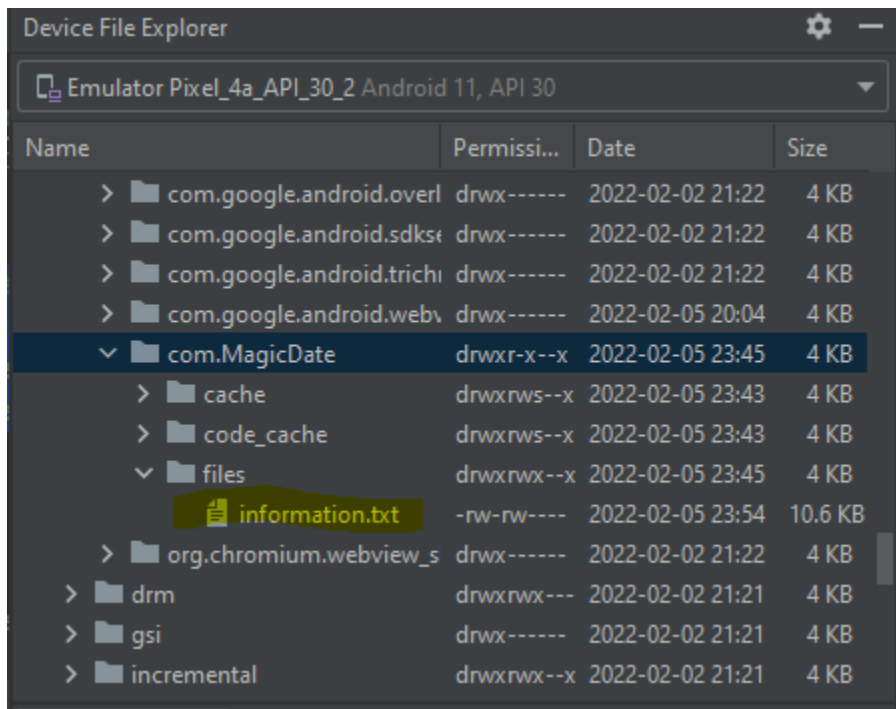 Device File Explorer
Emulator Pixel_4a_API_30_2 Android 11, API 30
Name Permissi... Date Size
com.google.android.overl drwx------ 2022-02-02 21:22 4 KB
com.google.android.sdkse drwx------ 2022-02-02 21:22 4 KB
com.google.android.trichr drwx------ 2022-02-02 21:22 4 KB
com.google.android.webv drwx------ 2022-02-05 20:04 4 KB
com.MagicDate drwxr-x--x 2022-02-05 23:45 4 KB
cache drwxrws--x 2022-02-05 23:43 4 KB
code_cache drwxrws--x 2022-02-05 23:43 4 KB
files drwxrwx--x 2022-02-05 23:45 4 KB
information.txt -rw-rw---- 2022-02-05 23:54 10.6 KB
org.chromium.webview_s drwx------ 2022-02-02 21:22 4 KB
drm drwxrwx--- 2022-02-02 21:21 4 KB
gsi drwx------ 2022-02-02 21:21 4 KB
incremental drwxrwx--x 2022-02-02 21:21 4 KB